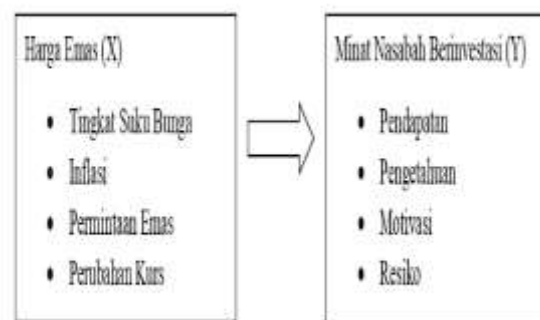 Harga Emas (X)
• Tingkat Suku Bunga
• Inflasi
• Permintaan Emas
• Perubahan Kurs
Minat Nasabah Berinvestasi (Y)
• Pendapatan
• Pengetahuan
• Motivasi
• Resiko